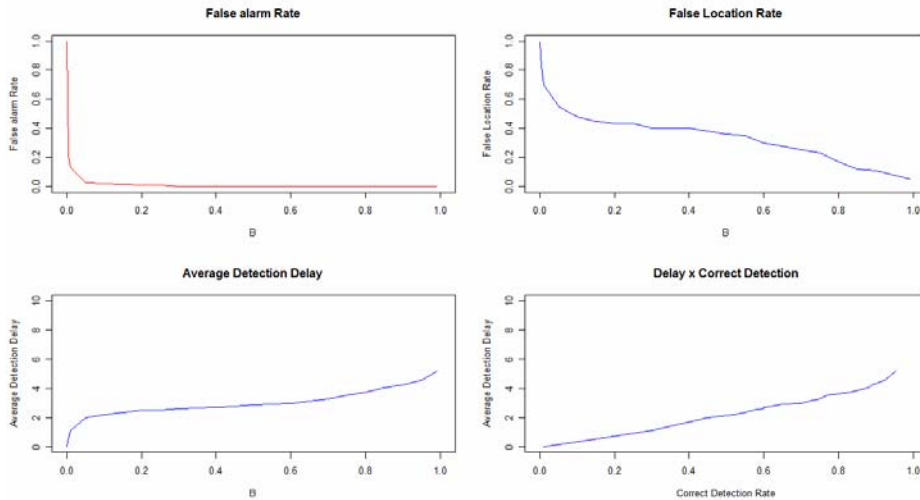 False alarm Rate
False alarm Rate
0.0 0.2 0.4 0.6 0.8 1.0
0.0 0.2 0.4 0.6 0.8 1.0
B
False Location Rate
False Location Rate
0.0 0.2 0.4 0.6 0.8 1.0
0.0 0.2 0.4 0.6 0.8 1.0
B
Average Detection Delay
Average Detection Delay
0 2 4 6 8 10
0.0 0.2 0.4 0.6 0.8 1.0
B
Delay x Correct Detection
Average Detection Delay
0 2 4 6 8 10
0.0 0.2 0.4 0.6 0.8 1.0
Correct Detection Rate